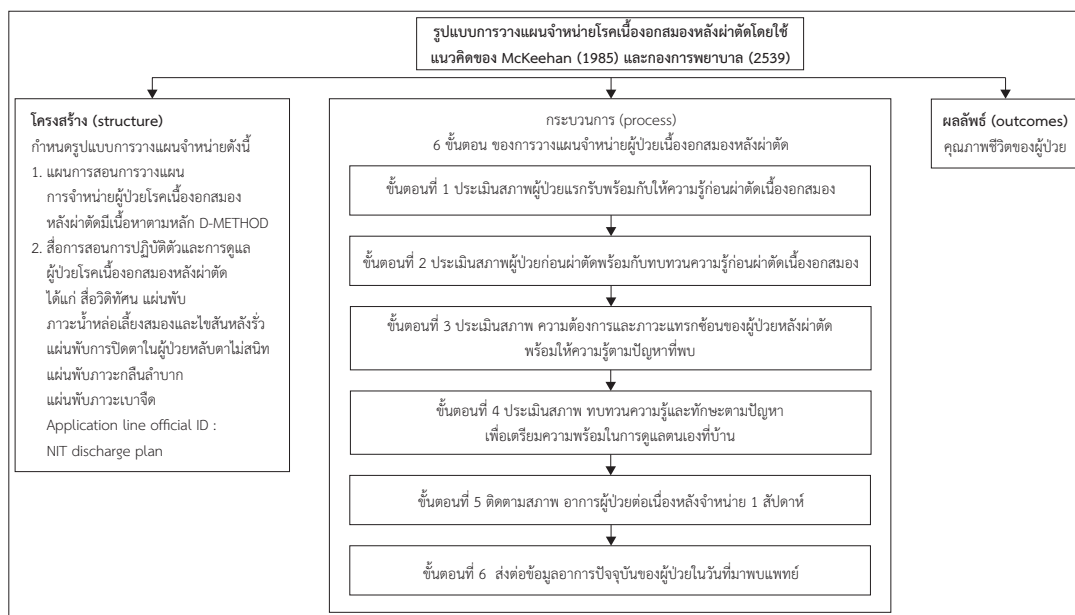 รูปแบบการวางแผนจำหน่ายโรคเนื้องอกสมองหลังผ่าตัดโดยใช้
แนวคิดของ McKeehan (1985) และกองการพยาบาล (2539)
โครงสร้าง (structure)
กำหนดรูปแบบการวางแผนจำหน่ายดังนี้
1. แผนการสอนการวางแผน
การจำหน่ายผู้ป่วยโรคเนื้องอกสมอง
หลังผ่าตัดมีเนื้อหาตามหลัก D-METHOD
2. สื่อการสอนการปฏิบัติตัวและการดูแล
ผู้ป่วยโรคเนื้องอกสมองหลังผ่าตัด
ได้แก่ สื่อวิดิทัศน แผ่นพับ
ภาวะน้ำหล่อเลี้ยงสมองและไขสันหลังรั่ว
แผ่นพับการปิดตาในผู้ป่วยหลับตาไม่สนิท
แผ่นพับภาวะกลืนลำบาก
แผ่นพับภาวะเบาจืด
Application line official ID :
NIT discharge plan
กระบวนการ (process)
6 ขั้นตอน ของการวางแผนจำหน่ายผู้ป่วยเนื้องอกสมองหลังผ่าตัด
ขั้นตอนที่ 1 ประเมินสภาพผู้ป่วยแรกรับพร้อมกับให้ความรู้ก่อนผ่าตัดเนื้องอกสมอง
ขั้นตอนที่ 2 ประเมินสภาพผู้ป่วยก่อนผ่าตัดพร้อมกับทบทวนความรู้ก่อนผ่าตัดเนื้องอกสมอง
ขั้นตอนที่ 3 ประเมินสภาพ ความต้องการและภาวะแทรกซ้อนของผู้ป่วยหลังผ่าตัด
พร้อมให้ความรู้ตามปัญหาที่พบ
ขั้นตอนที่ 4 ประเมินสภาพ ทบทวนความรู้และทักษะตามปัญหา
เพื่อเตรียมความพร้อมในการดูแลตนเองที่บ้าน
ขั้นตอนที่ 5 ติดตามสภาพ อาการผู้ป่วยต่อเนื่องหลังจำหน่าย 1 สัปดาห์
ขั้นตอนที่ 6 ส่งต่อข้อมูลอาการปัจจุบันของผู้ป่วยในวันที่มาพบแพทย์
ผลลัพธ์ (outcomes)
คุณภาพชีวิตของผู้ป่วย